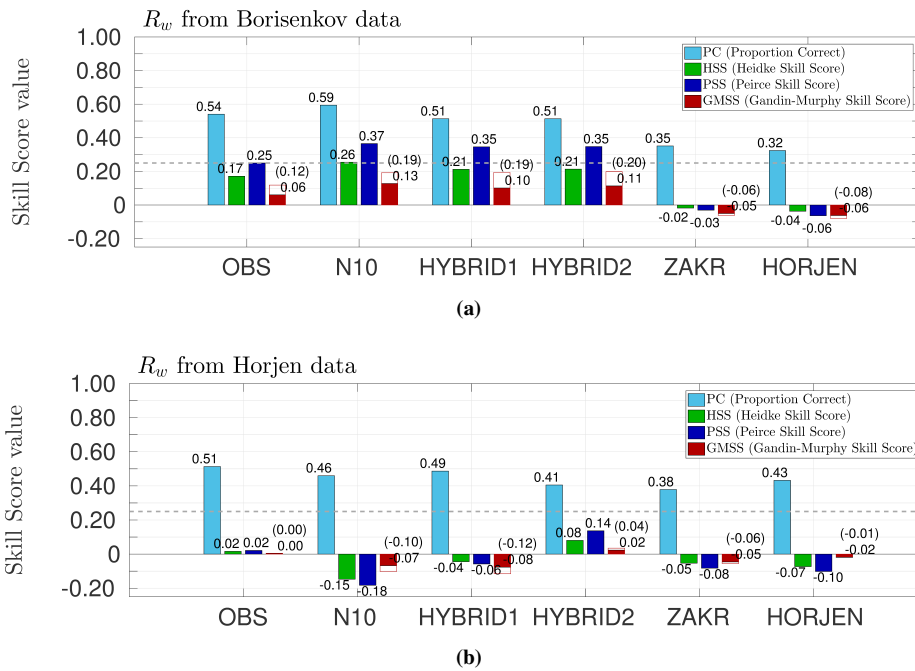 R_w from Borisenkov data
Skill Score value
1.00
0.80
0.60
0.40
0.20
0
-0.20
PC (Proportion Correct)
HSS (Heidke Skill Score)
PSS (Peirce Skill Score)
GMSS (Gandin-Murphy Skill Score)
0.54 0.17 0.25 (0.12) 0.06
0.59 0.26 0.37 (0.19) 0.13
0.51 0.21 0.35 (0.19) 0.10
0.51 0.21 0.35 (0.20) 0.11
0.35 -0.02 -0.03 (-0.06) -0.05
0.32 -0.04 -0.06 (-0.08) -0.06
OBS N10 HYBRID1 HYBRID2 ZAKR HORJEN
(a)
R_w from Horjen data
Skill Score value
1.00
0.80
0.60
0.40
0.20
0
-0.20
PC (Proportion Correct)
HSS (Heidke Skill Score)
PSS (Peirce Skill Score)
GMSS (Gandin-Murphy Skill Score)
0.51 0.02 0.02 (0.00) 0.00
0.46 -0.15 -0.18 (-0.10) -0.07
0.49 -0.04 -0.06 (-0.12) -0.08
0.41 0.08 0.14 (0.04) 0.02
0.38 -0.05 -0.08 (-0.06) -0.05
0.43 -0.07 -0.10 (-0.01) -0.02
OBS N10 HYBRID1 HYBRID2 ZAKR HORJEN
(b)